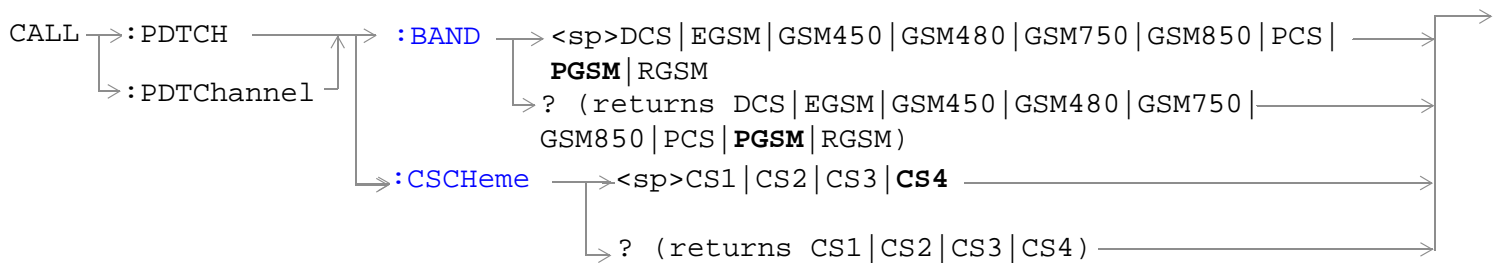 CALL :PDTCH :BAND <sp>DCS|EGSM|GSM450|GSM480|GSM750|GSM850|PCS|
PGSM|RGSM
:PDTChannel
? (returns DCS|EGSM|GSM450|GSM480|GSM750|
GSM850|PCS|PGSM|RGSM)
:CSCHeme <sp>CS1|CS2|CS3|CS4
? (returns CS1|CS2|CS3|CS4)